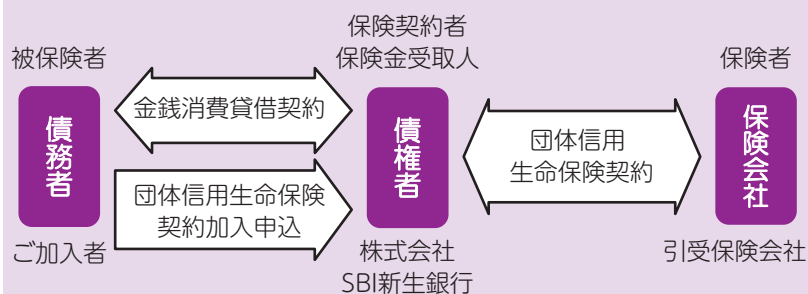 被保険者
債務者
ご加入者
金銭消費貸借契約
団体信用生命保険
契約加入申込
保険契約者
保険金受取人
債権者
株式会社
SBI新生銀行
団体信用
生命保険契約
保険者
保険会社
引受保険会社